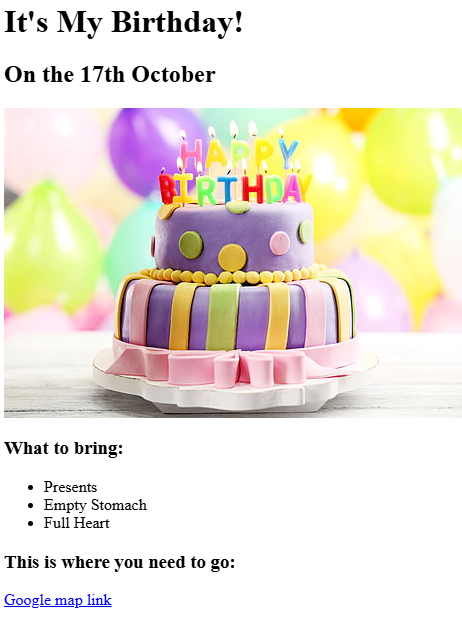 It's My Birthday!
On the 17th October
HAPPY
BIRTHDAY
What to bring:
Presents
Empty Stomach
Full Heart
This is where you need to go:
Google map link